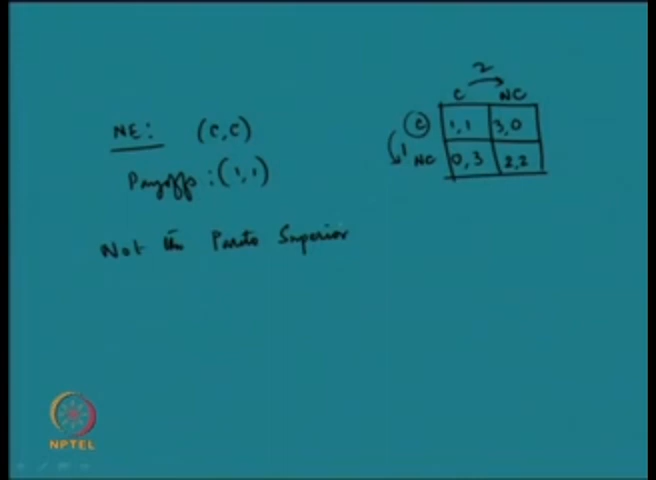 2
C NC
NE: (C,C)
C 1,1 3,0
1 NC 0,3 2,2
Payoffs: (1,1)
Not the Pareto Superior
NPTEL